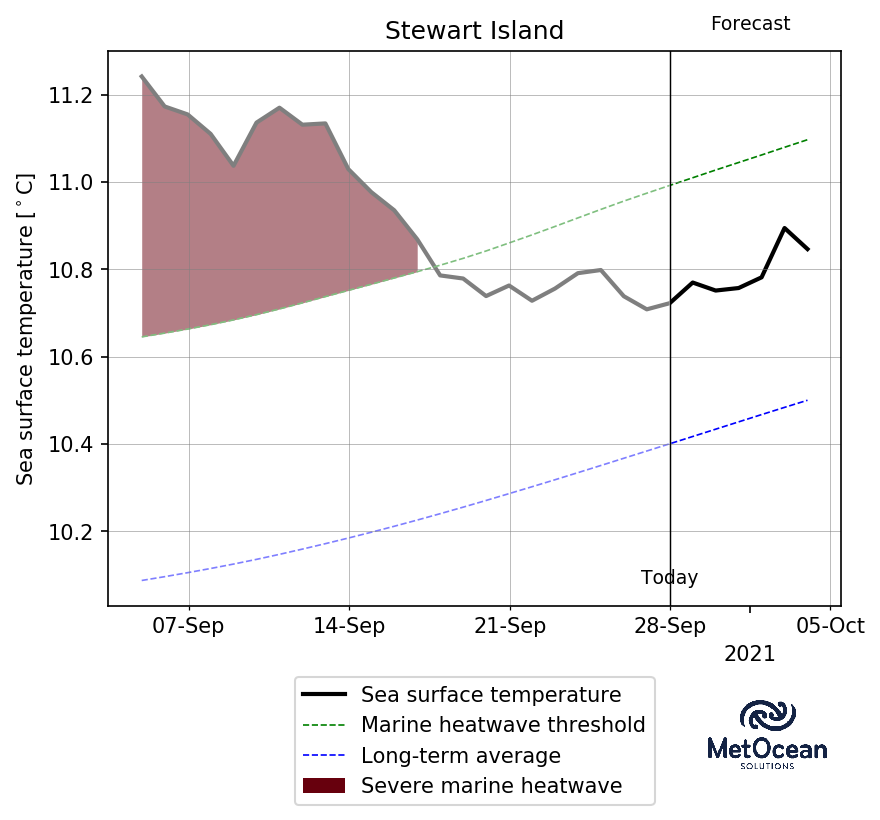 Forecast
Stewart Island
11.2
11.0
10.8
10.6
10.4
10.2
Sea surface temperature [°C]
Today
07-Sep 14-Sep 21-Sep 28-Sep 05-Oct
2021
Sea surface temperature
Marine heatwave threshold
Long-term average
Severe marine heatwave
MetOcean
SOLUTIONS